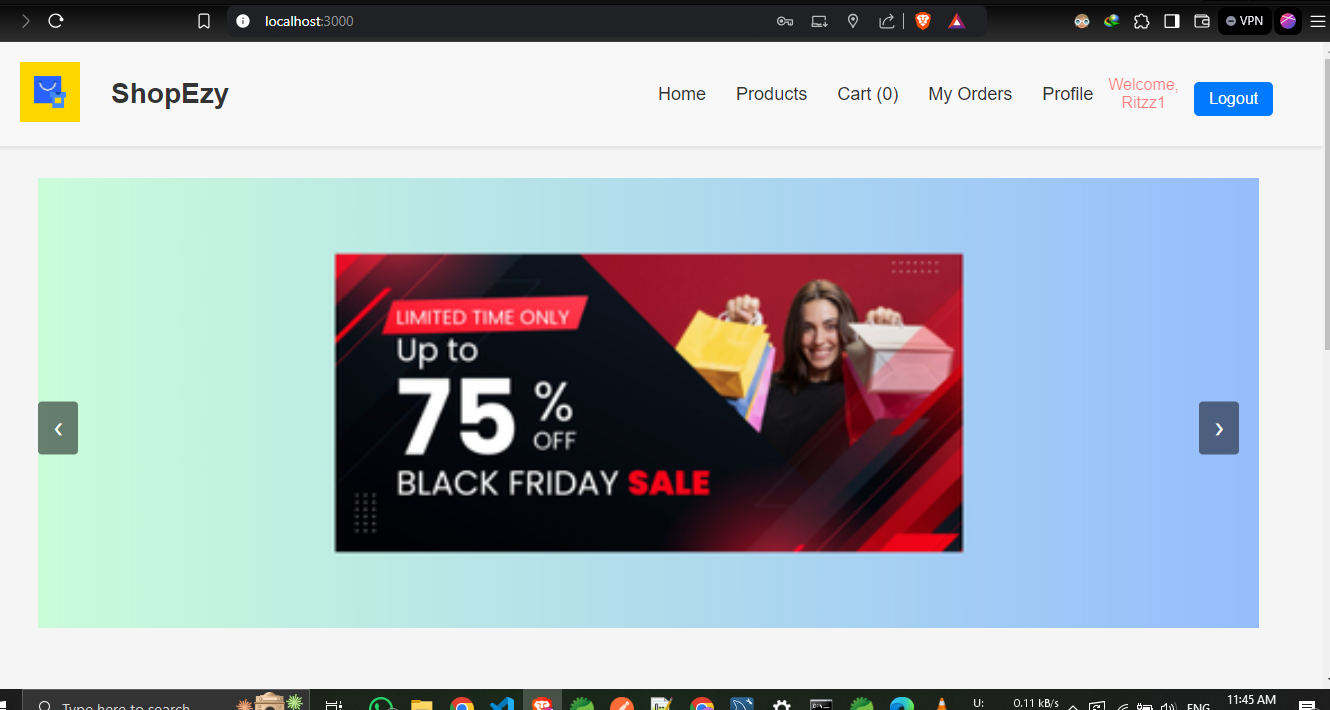 localhost:3000
VPN
ShopEzy
Home
Products
Cart (0)
My Orders
Profile
Welcome,
Ritzz1
Logout
LIMITED TIME ONLY
Up to
75 %
OFF
BLACK FRIDAY SALE
‹
›
Type here to search
U:
0.11 kB/s
ENG
11:45 AM